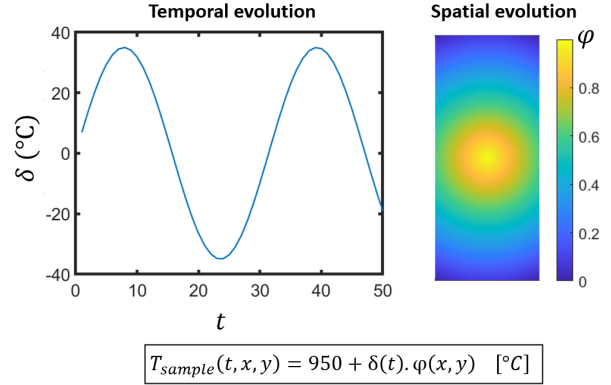 Temporal evolution
Spatial evolution
δ (°C)
40
20
0
-20
-40
0
10
20
30
40
50
t
φ
0.8
0.6
0.4
0.2
0
T_sample(t, x, y) = 950 + δ(t). φ(x, y) [°C]